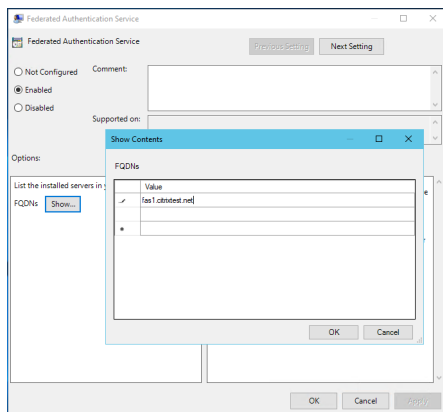 Federated Authentication Service
Federated Authentication Service
Previous Setting
Next Setting
Not Configured
Comment:
Enabled
Disabled
Supported on:
Show Contents
FQDNs
Value
fas1.citrixtest.net
Options:
List the installed servers in
FQDNs
Show...
OK
Cancel
OK
Cancel
Apply